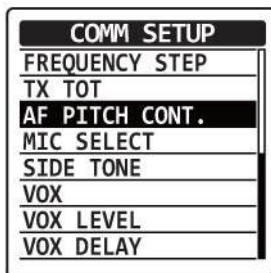 COMM SETUP
FREQUENCY STEP
TX TOT
AF PITCH CONT.
MIC SELECT
SIDE TONE
VOX
VOX LEVEL
VOX DELAY